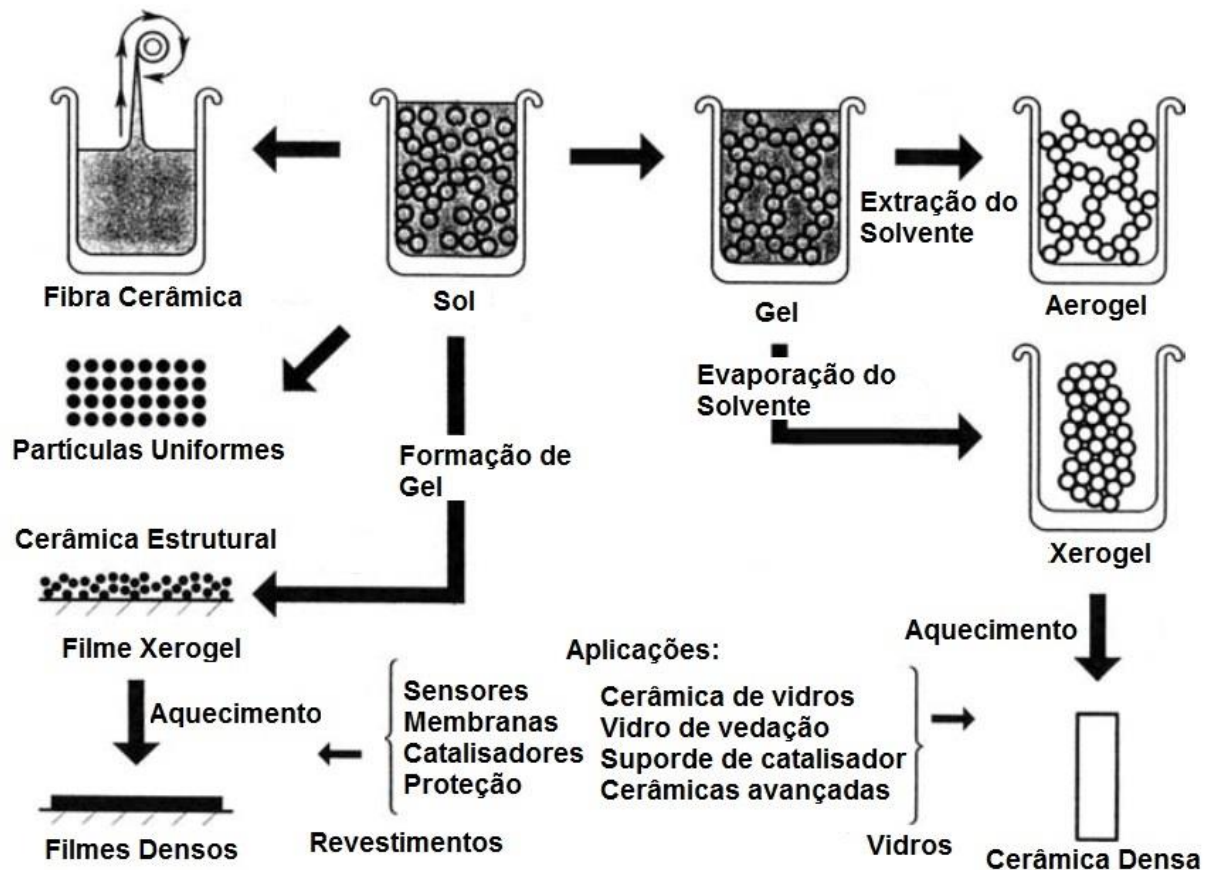 Fibra Cerâmica
Sol
Gel
Extração do
Solvente
Aerogel
Partículas Uniformes
Formação de
Gel
Evaporação do
Solvente
Xerogel
Cerâmica Estrutural
Filme Xerogel
Aquecimento
Filmes Densos
Aplicações:
Sensores
Membranas
Catalisadores
Proteção
Revestimentos
Cerâmica de vidros
Vidro de vedação
Suporde de catalisador
Cerâmicas avançadas
Vidros
Aquecimento
Cerâmica Densa